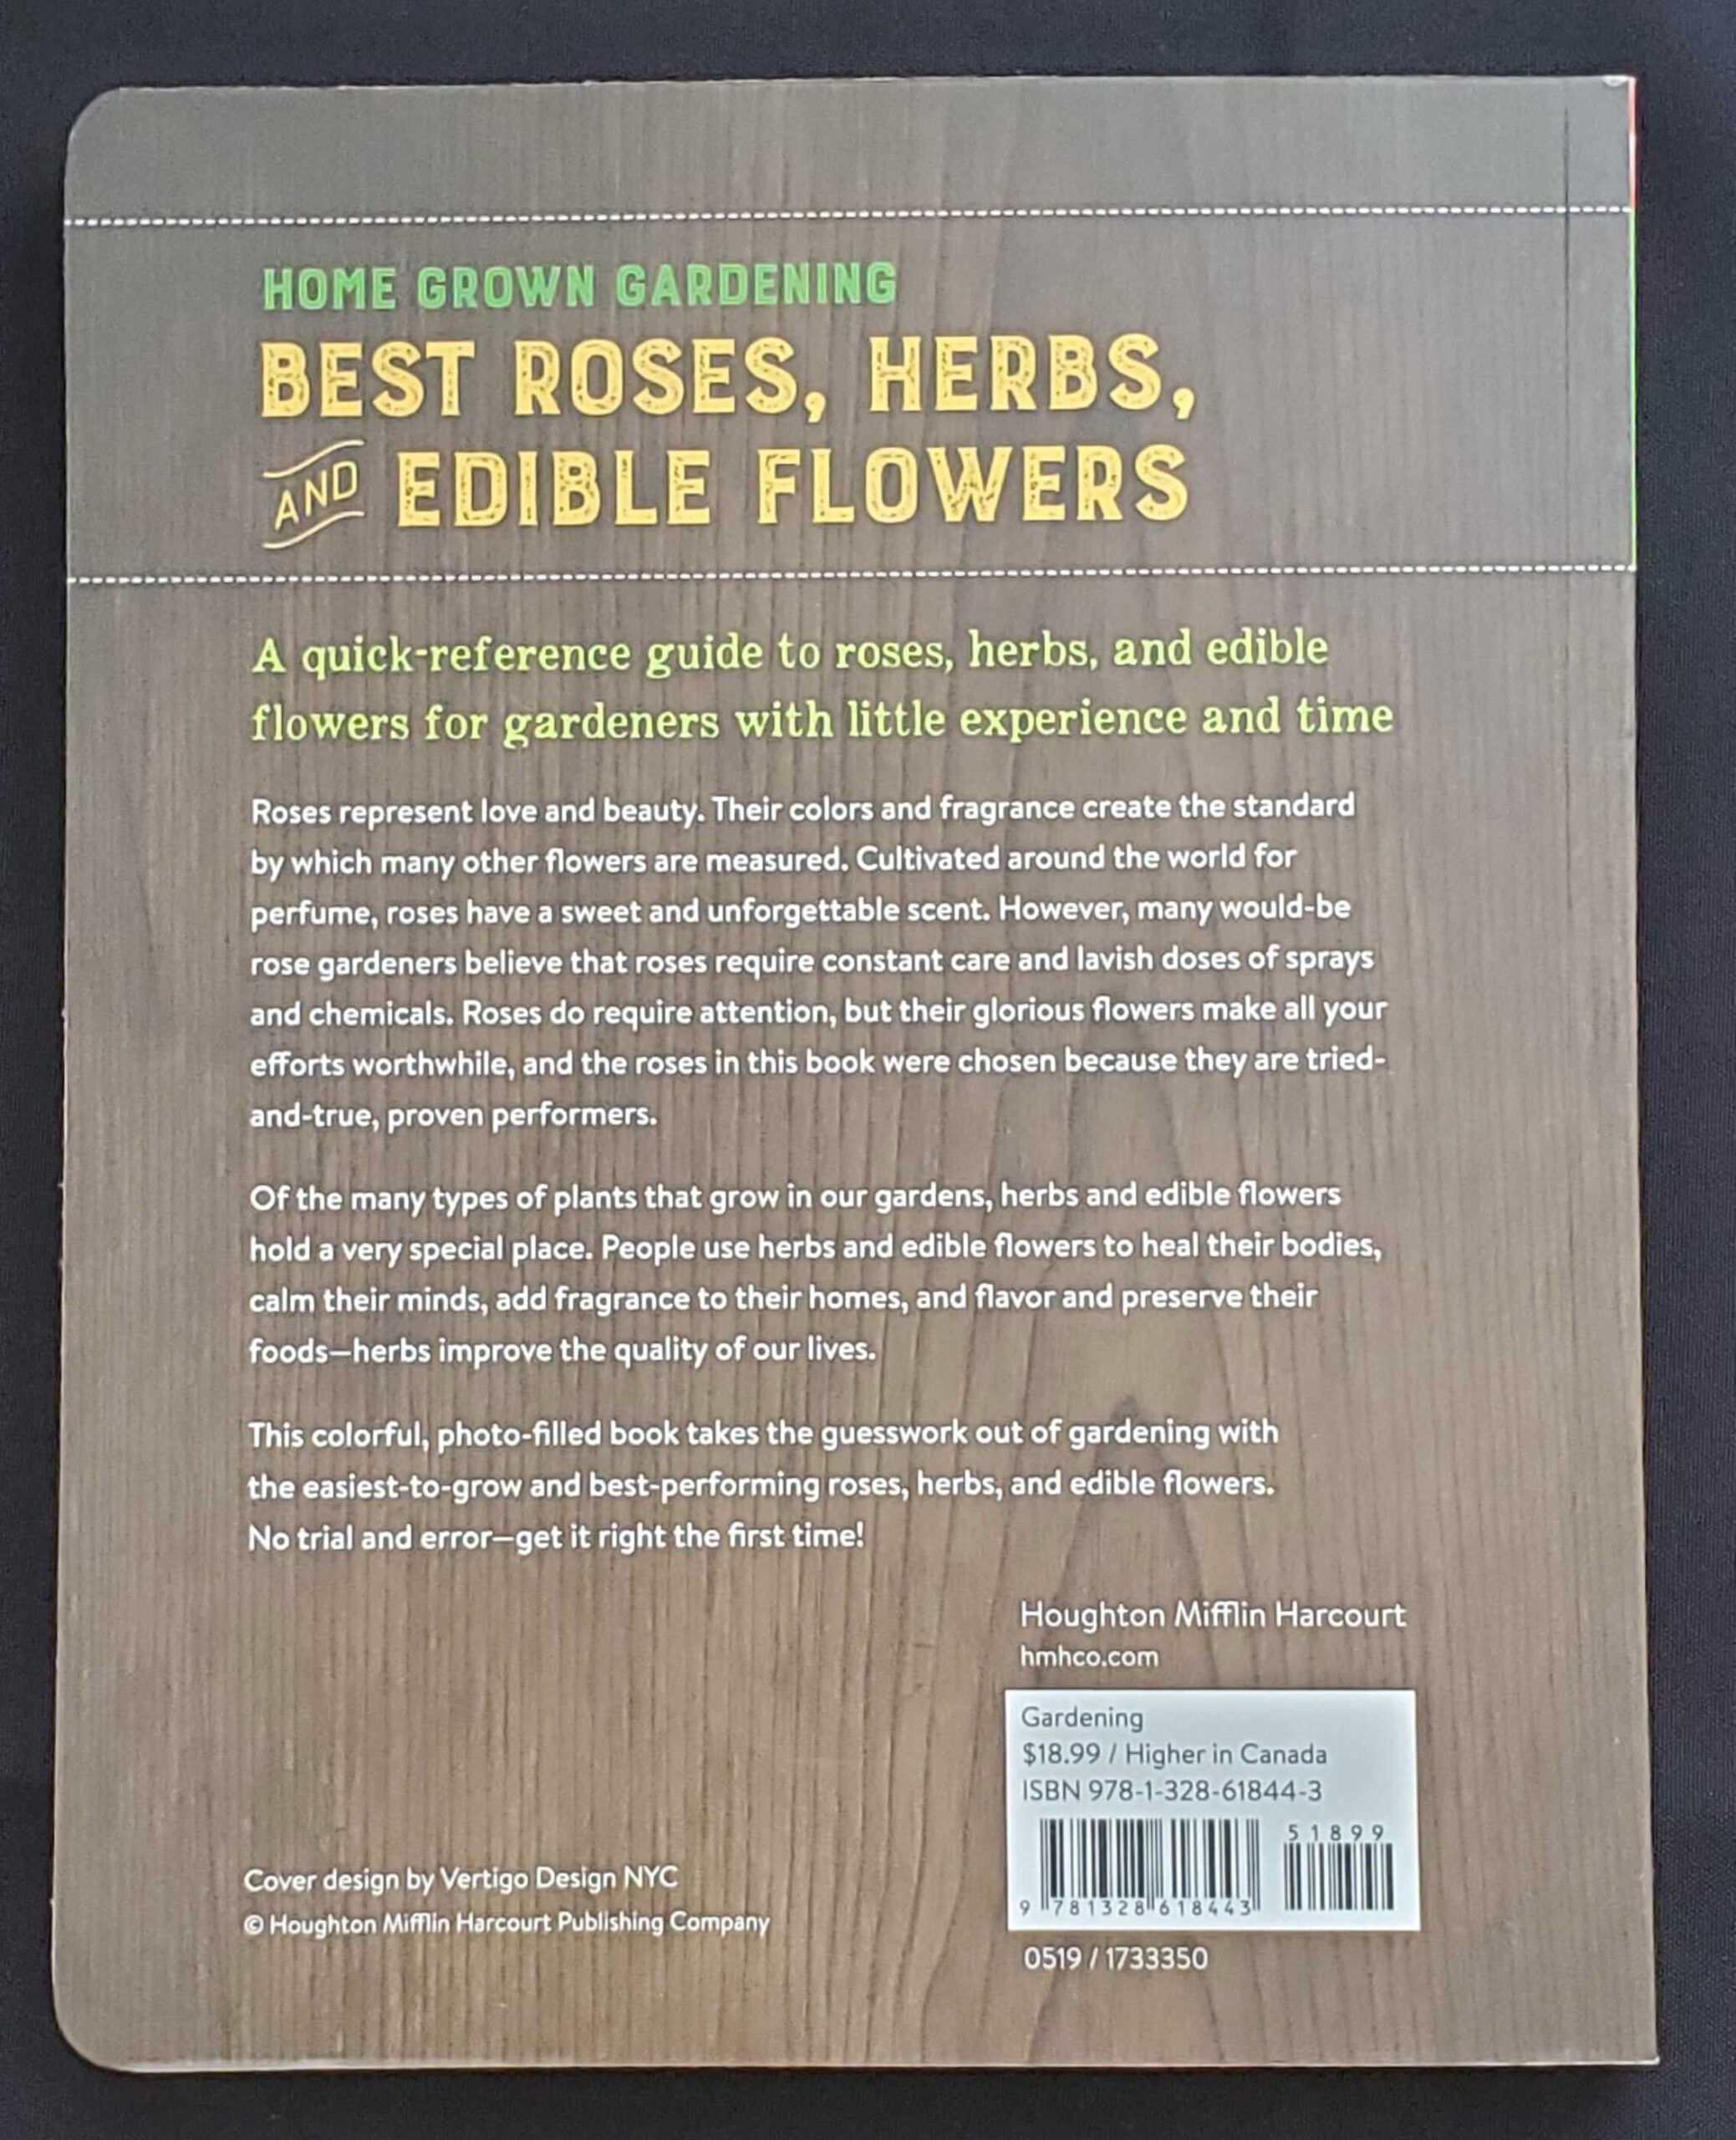 HOME GROWN GARDENING
BEST ROSES, HERBS,
AND EDIBLE FLOWERS
A quick-reference guide to roses, herbs, and edible
flowers for gardeners with little experience and time
Roses represent love and beauty. Their colors and fragrance create the standard
by which many other flowers are measured. Cultivated around the world for
perfume, roses have a sweet and unforgettable scent. However, many would-be
rose gardeners believe that roses require constant care and lavish doses of sprays
and chemicals. Roses do require attention, but their glorious flowers make all your
efforts worthwhile, and the roses in this book were chosen because they are tried-
and-true, proven performers.
Of the many types of plants that grow in our gardens, herbs and edible flowers
hold a very special place. People use herbs and edible flowers to heal their bodies,
calm their minds, add fragrance to their homes, and flavor and preserve their
foods—herbs improve the quality of our lives.
This colorful, photo-filled book takes the guesswork out of gardening with
the easiest-to-grow and best-performing roses, herbs, and edible flowers.
No trial and error—get it right the first time!
Houghton Mifflin Harcourt
hmhco.com
Gardening
$18.99 / Higher in Canada
ISBN 978-1-328-61844-3
51899
9 781328 618443
0519 / 1733350
Cover design by Vertigo Design NYC
© Houghton Mifflin Harcourt Publishing Company